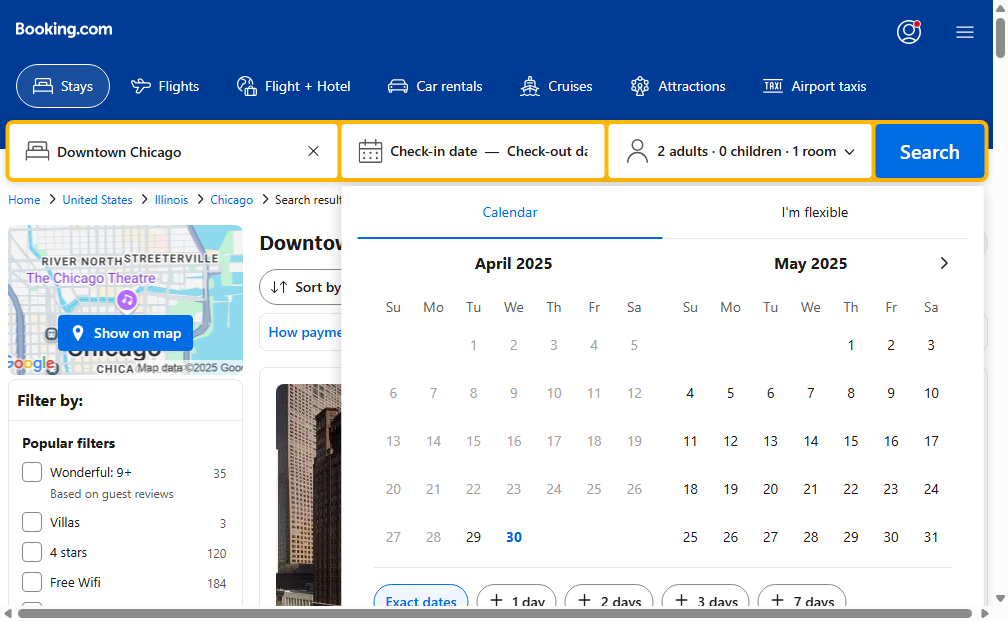 Booking.com
Stays
Flights
Flight + Hotel
Car rentals
Cruises
Attractions
TAXI
Airport taxis
Downtown Chicago
Check-in date — Check-out da
2 adults · 0 children · 1 room
Search
Home
United States
Illinois
Chicago
Search result
Calendar
I'm flexible
RIVER NORTH
STREETERVILLE
The Chicago Theatre
Show on map
Chicago
Google
CHICA
Map data ©2025 Goo
Downtow
Sort by
How payme
Filter by:
Popular filters
Wonderful: 9+ 35
Based on guest reviews
Villas 3
4 stars 120
Free Wifi 184
April 2025
Su Mo Tu We Th Fr Sa
1 2 3 4 5
6 7 8 9 10 11 12
13 14 15 16 17 18 19
20 21 22 23 24 25 26
27 28 29 30
May 2025
Su Mo Tu We Th Fr Sa
1 2 3
4 5 6 7 8 9 10
11 12 13 14 15 16 17
18 19 20 21 22 23 24
25 26 27 28 29 30 31
Exact dates
1 day
2 days
3 days
7 days